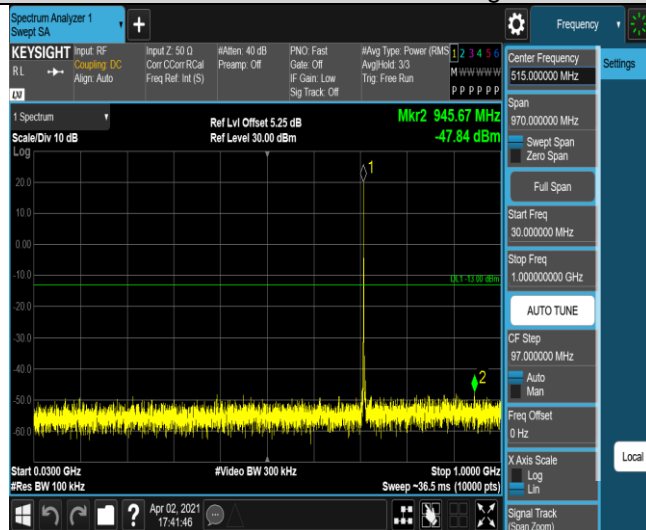 Spectrum Analyzer 1
Swept SA
+
Frequency
KEYSIGHT
RL
LXI
Input: RF
Coupling: DC
Align: Auto
Input Z: 50 Ω
Corr CCorr RCal
Freq Ref: Int (S)
#Atten: 40 dB
Preamp: Off
PNO: Fast
Gate: Off
IF Gain: Low
Sig Track: Off
#Avg Type: Power (RMS
Avg|Hold: 3/3
Trig: Free Run
1 2 3 4 5 6
M W W W W W
P P P P P P
Center Frequency
515.000000 MHz
Settings
Span
970.000000 MHz
Swept Span
Zero Span
Full Span
Start Freq
30.000000 MHz
Stop Freq
1.000000000 GHz
AUTO TUNE
CF Step
97.000000 MHz
Auto
Man
Freq Offset
0 Hz
X Axis Scale
Log
Lin
Signal Track
(Span Zoom)
Local
1 Spectrum
Scale/Div 10 dB
Log
Ref Lvl Offset 5.25 dB
Ref Level 30.00 dBm
Mkr2 945.67 MHz
-47.84 dBm
1
20.0
10.0
0.00
-10.0
DL1 -13.00 dBm
-20.0
-30.0
-40.0
2
-50.0
-60.0
Start 0.0300 GHz
#Res BW 100 kHz
#Video BW 300 kHz
Stop 1.0000 GHz
Sweep ~36.5 ms (10000 pts)
?
Apr 02, 2021
17:41:46